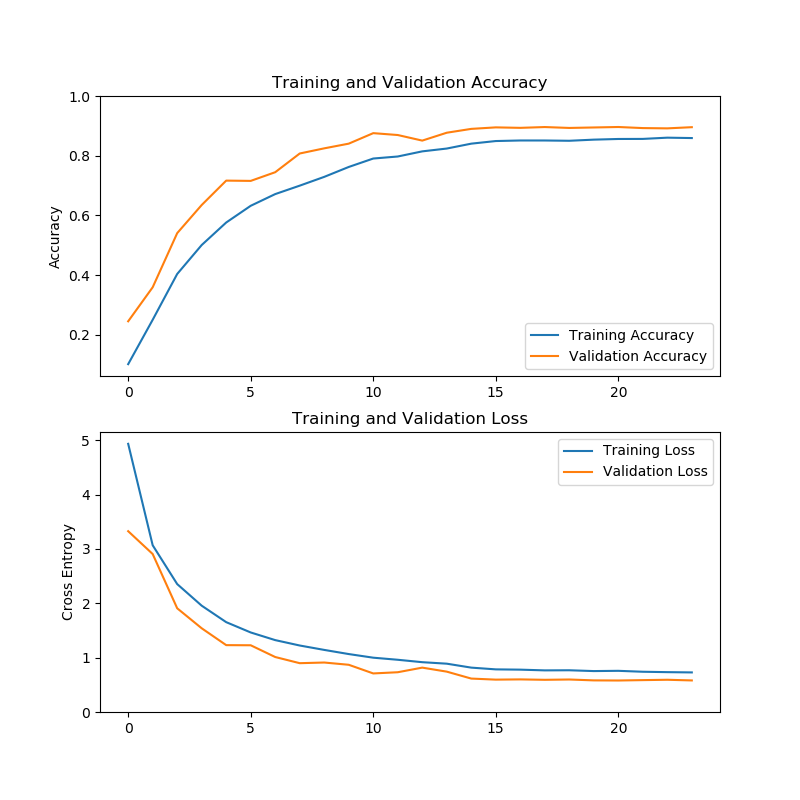 Training and Validation Accuracy
1.0
0.8
0.6
0.4
0.2
Accuracy
Training Accuracy
Validation Accuracy
0 5 10 15 20
Training and Validation Loss
5
4
3
2
1
0
Cross Entropy
Training Loss
Validation Loss
0 5 10 15 20